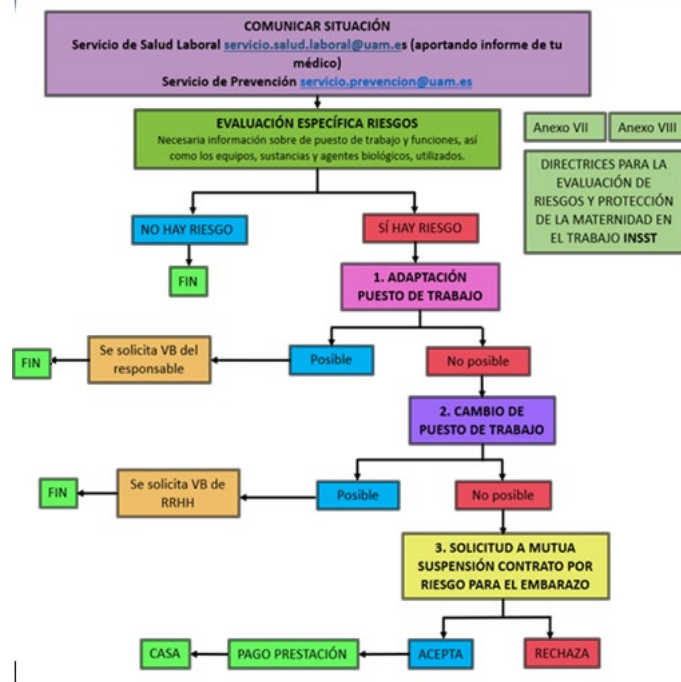 COMUNICAR SITUACIÓN
Servicio de Salud Laboral servicio.salud.laboral@uam.es (aportando informe de tu
médico)
Servicio de Prevención servicio.prevencion@uam.es
EVALUACIÓN ESPECÍFICA RIESGOS
Necesaria información sobre de puesto de trabajo y funciones, así
como los equipos, sustancias y agentes biológicos, utilizados.
Anexo VII
Anexo VIII
DIRECTRICES PARA LA
EVALUACIÓN DE
RIESGOS Y PROTECCIÓN
DE LA MATERNIDAD EN
EL TRABAJO INSST
NO HAY RIESGO
SÍ HAY RIESGO
FIN
1. ADAPTACIÓN
PUESTO DE TRABAJO
FIN
Se solicita VB del
responsable
Posible
No posible
2. CAMBIO DE
PUESTO DE TRABAJO
FIN
Se solicita VB de
RRHH
Posible
No posible
3. SOLICITUD A MUTUA
SUSPENSIÓN CONTRATO POR
RIESGO PARA EL EMBARAZO
CASA
PAGO PRESTACIÓN
ACEPTA
RECHAZA